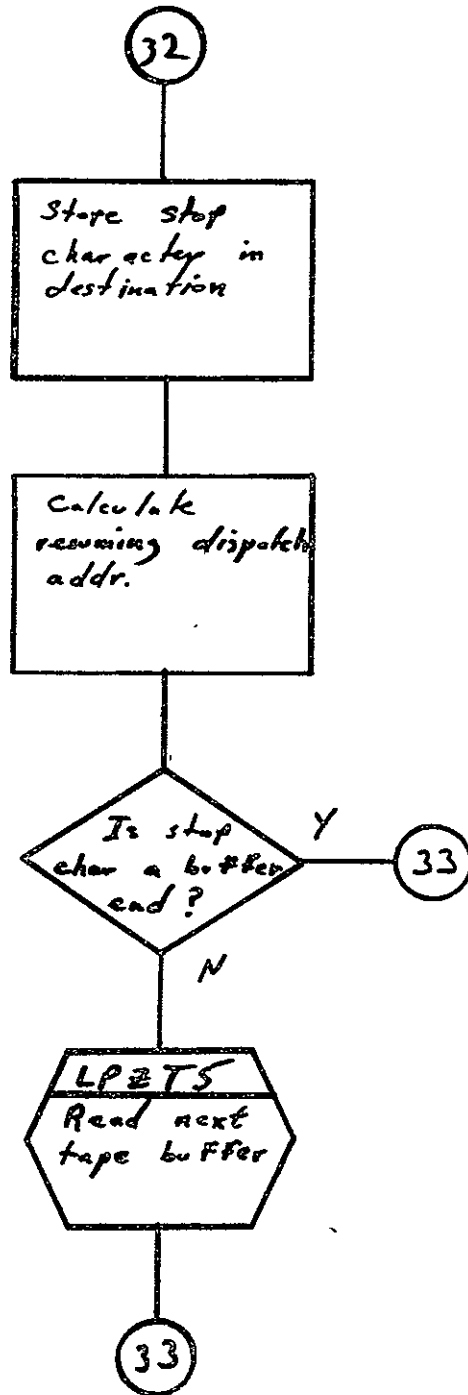 32
Store stop
character in
destination
Calculate
resuming dispatch
addr.
Is stop
char a buffer
end?
Y
33
N
LPZTS
Read next
tape buffer
33